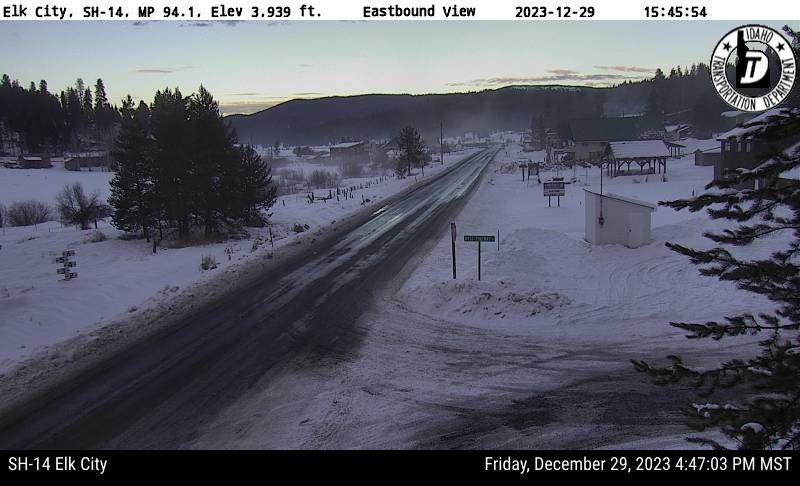 Elk City, SH-14, MP 94.1, Elev 3,939 ft. Eastbound View 2023-12-29 15:45:54
IDAHO
TRANSPORTATION DEPARTMENT
SH-14 Elk City
Friday, December 29, 2023 4:47:03 PM MST